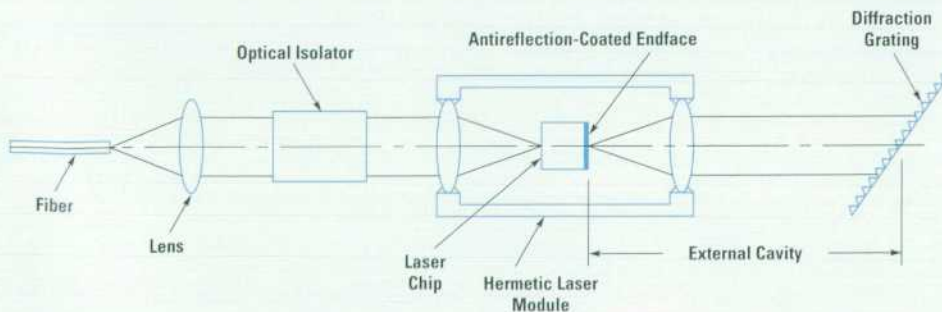 Diffraction
Grating
Antireflection-Coated Endface
Optical Isolator
Fiber
Lens
Laser
Chip
Hermetic Laser
Module
External Cavity